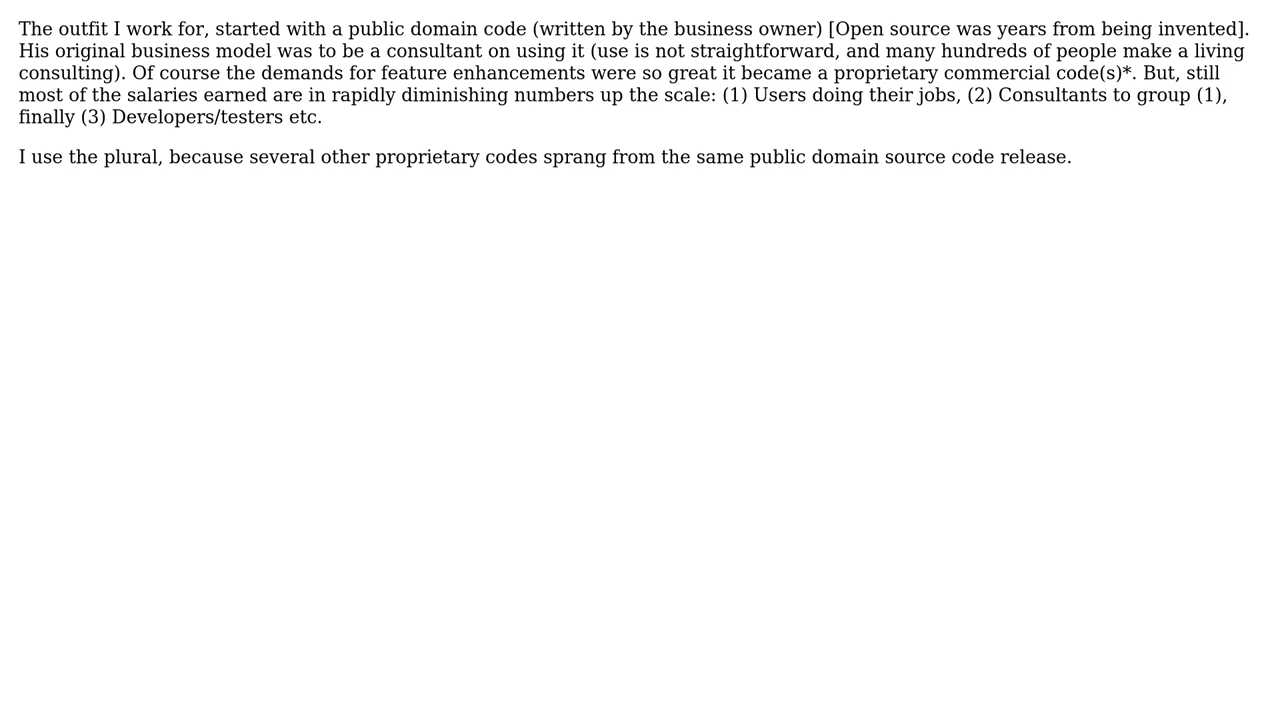 The outfit I work for, started with a public domain code (written by the business owner) [Open source was years from being invented].
His original business model was to be a consultant on using it (use is not straightforward, and many hundreds of people make a living
consulting). Of course the demands for feature enhancements were so great it became a proprietary commercial code(s)*. But, still
most of the salaries earned are in rapidly diminishing numbers up the scale: (1) Users doing their jobs, (2) Consultants to group (1),
finally (3) Developers/testers etc.
I use the plural, because several other proprietary codes sprang from the same public domain source code release.